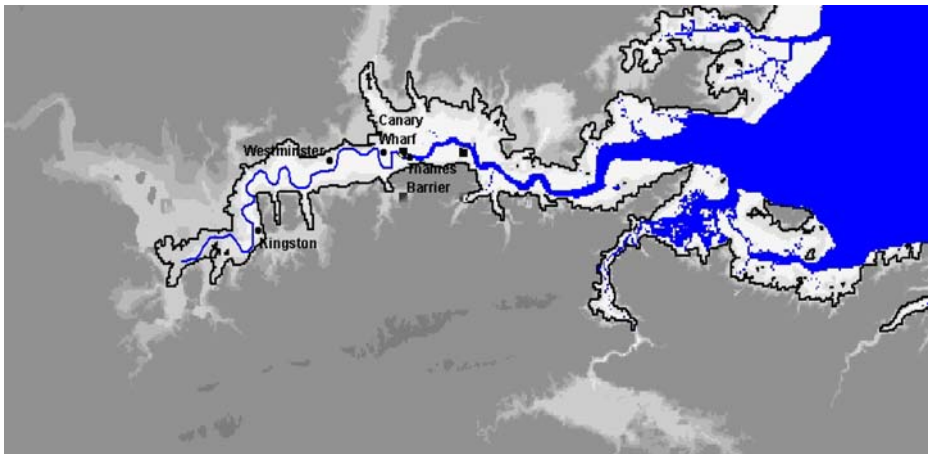 Canary
Wharf
Westminster
Thames
Barrier
Kingston